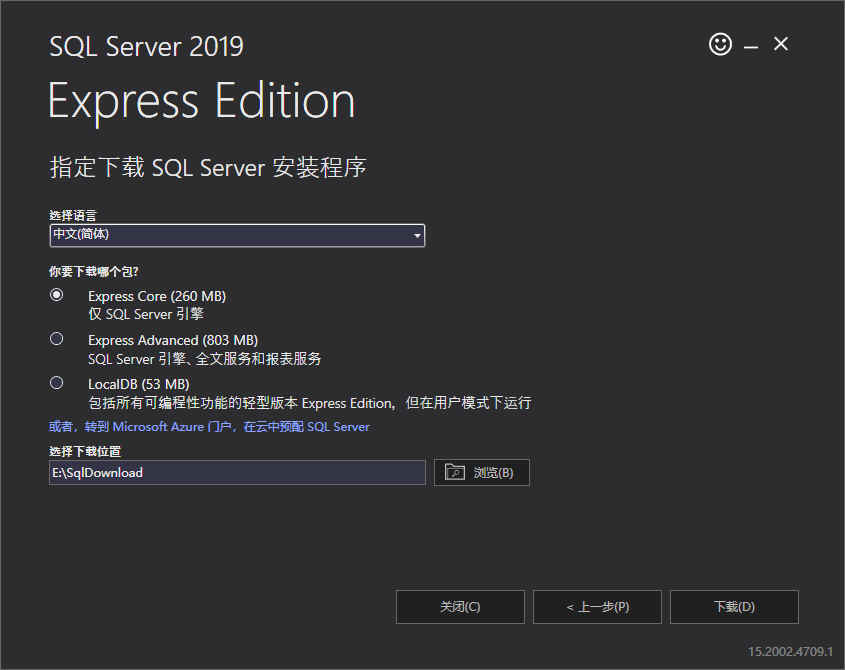 SQL Server 2019
Express Edition
指定下载 SQL Server 安装程序
选择语言
中文(简体)
你要下载哪个包?
Express Core (260 MB)
仅 SQL Server 引擎
Express Advanced (803 MB)
SQL Server 引擎、全文服务和报表服务
LocalDB (53 MB)
包括所有可编程性功能的轻型版本 Express Edition，但在用户模式下运行
或者，转到 Microsoft Azure 门户，在云中预配 SQL Server
选择下载位置
E:\SqlDownload
浏览(B)
关闭(C)
< 上一步(P)
下载(D)
15.2002.4709.1